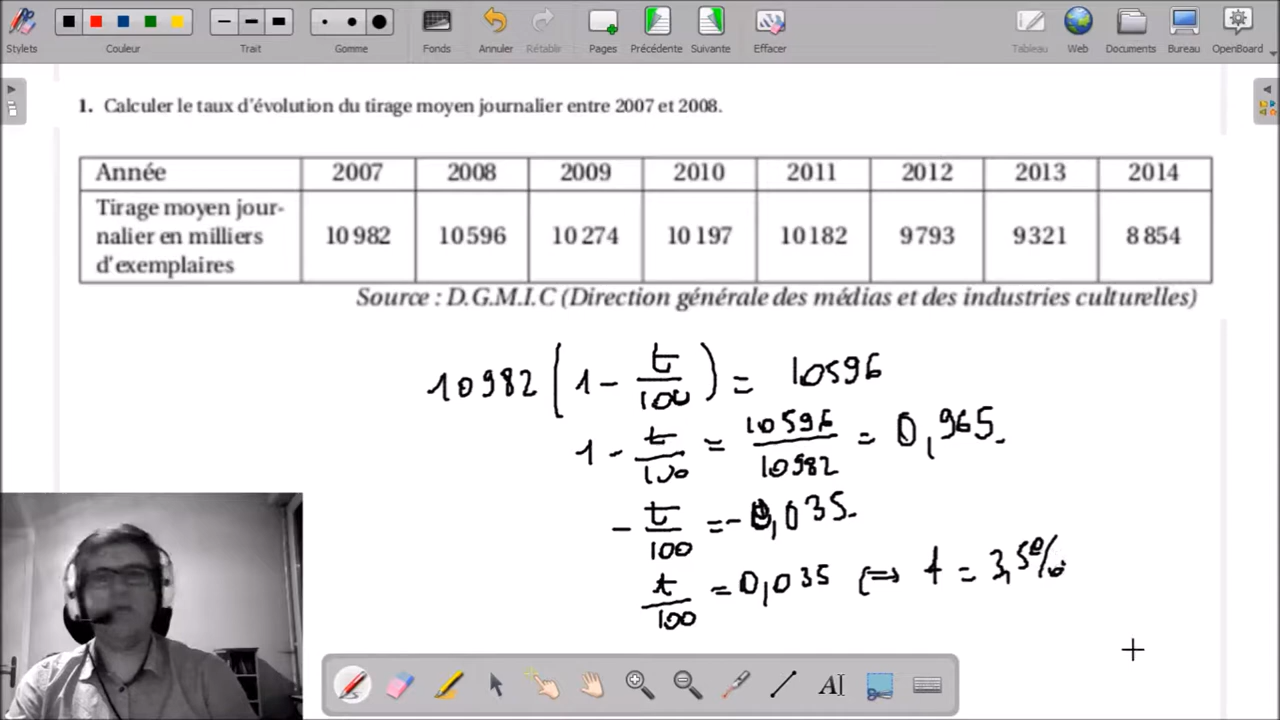 Stylets Couleur Trait Gomme Fonds Annuler Rétablir Pages Précédente Suivante Effacer Tableau Web Documents Bureau OpenBoard
1. Calculer le taux d'évolution du tirage moyen journalier entre 2007 et 2008.
Année 2007 2008 2009 2010 2011 2012 2013 2014
Tirage moyen jour-
nalier en milliers 10 982 10 596 10 274 10 197 10 182 9 793 9 321 8 854
d'exemplaires
Source : D.G.M.I.C (Direction générale des médias et des industries culturelles)
10982 (1 - t/100) = 10596
1 - t/100 = 10596/10982 = 0,965.
- t/100 = - 0,035.
t/100 = 0,035 ⟺ t = 3,5%
AI